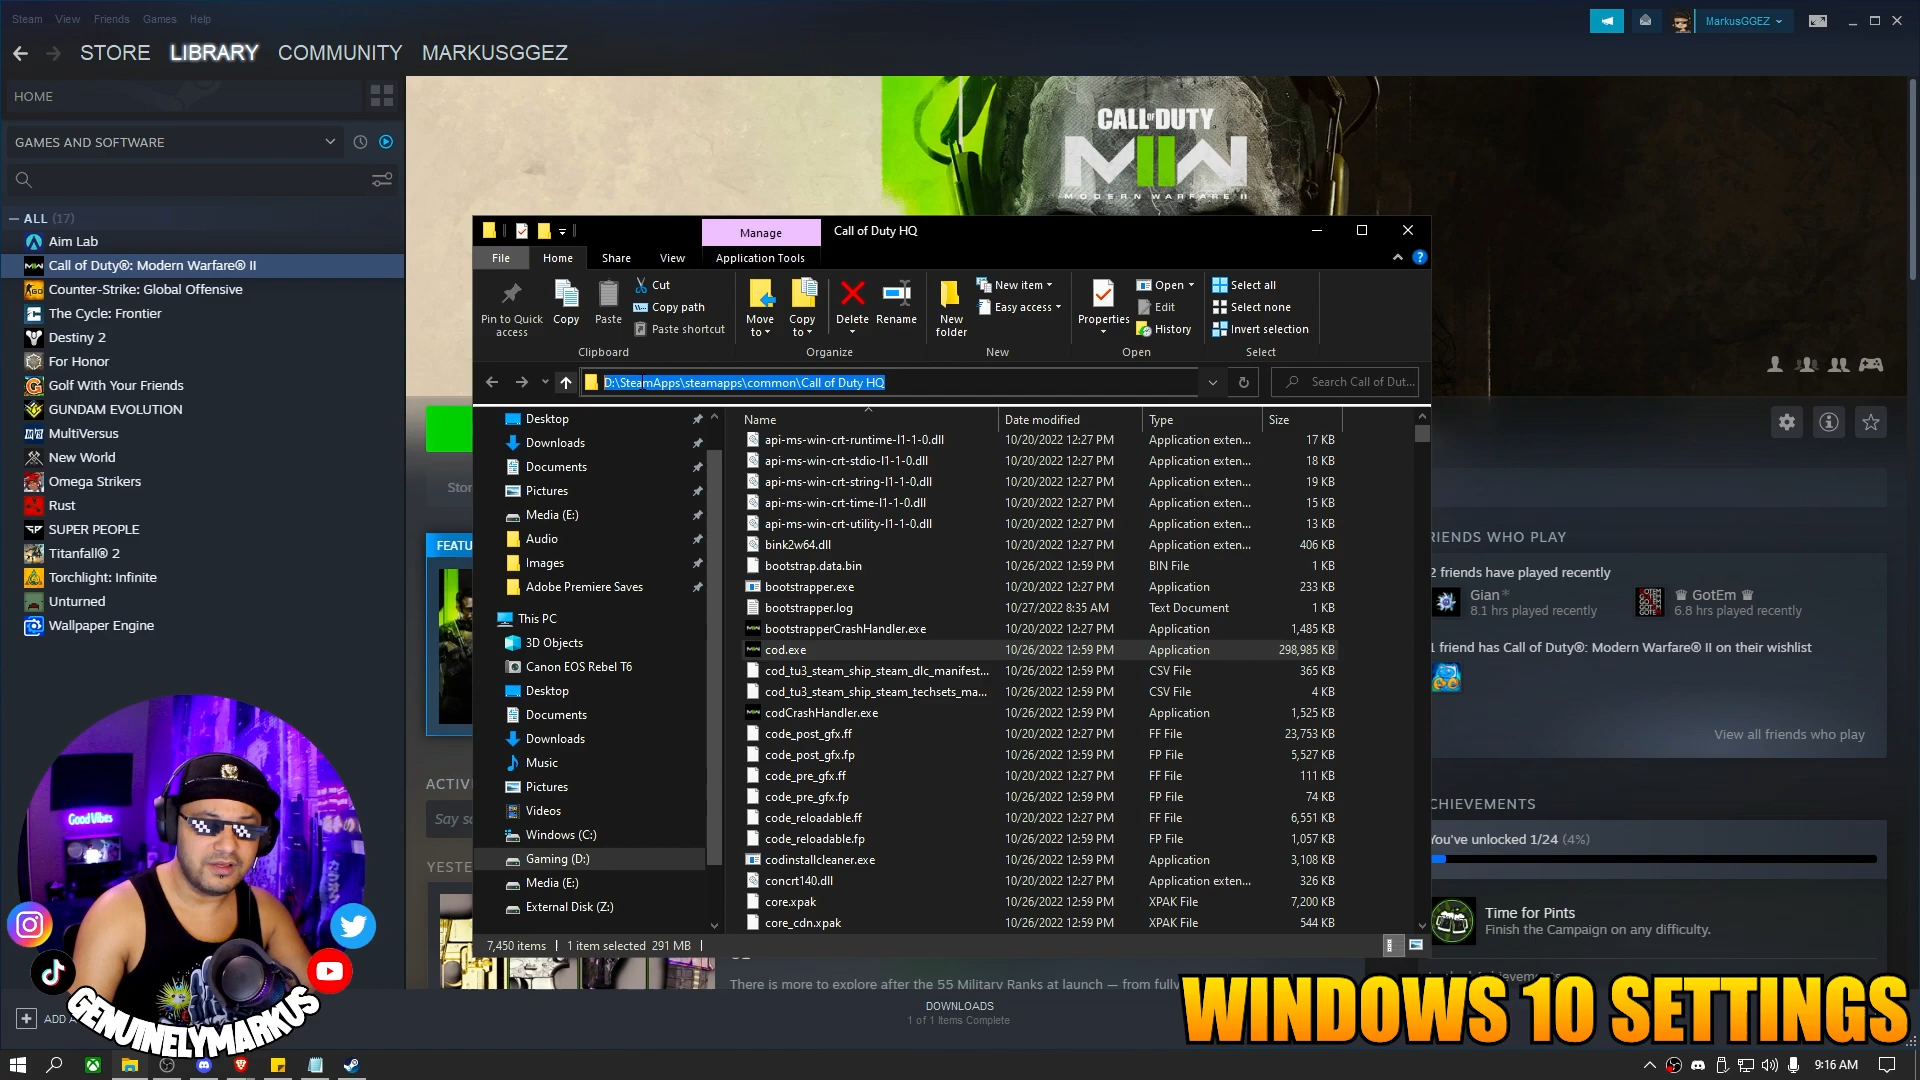 Steam View Friends Games Help
MarkusGGEZ
STORE LIBRARY COMMUNITY MARKUSGGEZ
HOME
GAMES AND SOFTWARE
ALL (17)
Aim Lab
Call of Duty®: Modern Warfare® II
Counter-Strike: Global Offensive
The Cycle: Frontier
Destiny 2
For Honor
Golf With Your Friends
GUNDAM EVOLUTION
MultiVersus
New World
Omega Strikers
Rust
SUPER PEOPLE
Titanfall® 2
Torchlight: Infinite
Unturned
Wallpaper Engine
CALL OF DUTY
MWII
MODERN WARFARE II
Manage Call of Duty HQ
File Home Share View Application Tools
Pin to Quick access
Copy
Paste
Cut
Copy path
Paste shortcut
Clipboard
Move to
Copy to
Delete
Rename
Organize
New folder
New item
Easy access
New
Properties
Open
Edit
History
Open
Select all
Select none
Invert selection
Select
D:\SteamApps\steamapps\common\Call of Duty HQ
Search Call of Dut...
Desktop
Downloads
Documents
Pictures
Media (E:)
Audio
Images
Adobe Premiere Saves
This PC
3D Objects
Canon EOS Rebel T6
Desktop
Documents
Downloads
Music
Pictures
Videos
Windows (C:)
Gaming (D:)
Media (E:)
External Disk (Z:)
Name Date modified Type Size
api-ms-win-crt-runtime-l1-1-0.dll 10/20/2022 12:27 PM Application exten... 17 KB
api-ms-win-crt-stdio-l1-1-0.dll 10/20/2022 12:27 PM Application exten... 18 KB
api-ms-win-crt-string-l1-1-0.dll 10/20/2022 12:27 PM Application exten... 19 KB
api-ms-win-crt-time-l1-1-0.dll 10/20/2022 12:27 PM Application exten... 15 KB
api-ms-win-crt-utility-l1-1-0.dll 10/20/2022 12:27 PM Application exten... 13 KB
bink2w64.dll 10/20/2022 12:27 PM Application exten... 406 KB
bootstrap.data.bin 10/26/2022 12:59 PM BIN File 1 KB
bootstrapper.exe 10/20/2022 12:27 PM Application 233 KB
bootstrapper.log 10/27/2022 8:35 AM Text Document 1 KB
bootstrapperCrashHandler.exe 10/20/2022 12:27 PM Application 1,485 KB
cod.exe 10/26/2022 12:59 PM Application 298,985 KB
cod_tu3_steam_ship_steam_dlc_manifest... 10/26/2022 12:59 PM CSV File 365 KB
cod_tu3_steam_ship_steam_techsets_ma... 10/26/2022 12:59 PM CSV File 4 KB
codCrashHandler.exe 10/26/2022 12:59 PM Application 1,525 KB
code_post_gfx.ff 10/20/2022 12:27 PM FF File 23,753 KB
code_post_gfx.fp 10/26/2022 12:59 PM FP File 5,527 KB
code_pre_gfx.ff 10/20/2022 12:27 PM FF File 111 KB
code_pre_gfx.fp 10/26/2022 12:59 PM FP File 74 KB
code_reloadable.ff 10/20/2022 12:27 PM FF File 6,551 KB
code_reloadable.fp 10/26/2022 12:59 PM FP File 1,057 KB
codinstallcleaner.exe 10/26/2022 12:59 PM Application 3,108 KB
concrt140.dll 10/20/2022 12:27 PM Application exten... 326 KB
core.xpak 10/26/2022 12:59 PM XPAK File 7,200 KB
core_cdn.xpak 10/26/2022 12:59 PM XPAK File 544 KB
7,450 items 1 item selected 291 MB
Stor
FEATU
ACTIV
Say so
YESTE
RIENDS WHO PLAY
2 friends have played recently
Gian*
8.1 hrs played recently
♛ GotEm ♛
6.8 hrs played recently
1 friend has Call of Duty®: Modern Warfare® II on their wishlist
View all friends who play
CHIEVEMENTS
You've unlocked 1/24 (4%)
Time for Pints
Finish the Campaign on any difficulty.
There is more to explore after the 55 Military Ranks at launch — from fully
DOWNLOADS
1 of 1 Items Complete
Good Vibes
GENUINELYMARKUS
ADD A
WINDOWS 10 SETTINGS
9:16 AM